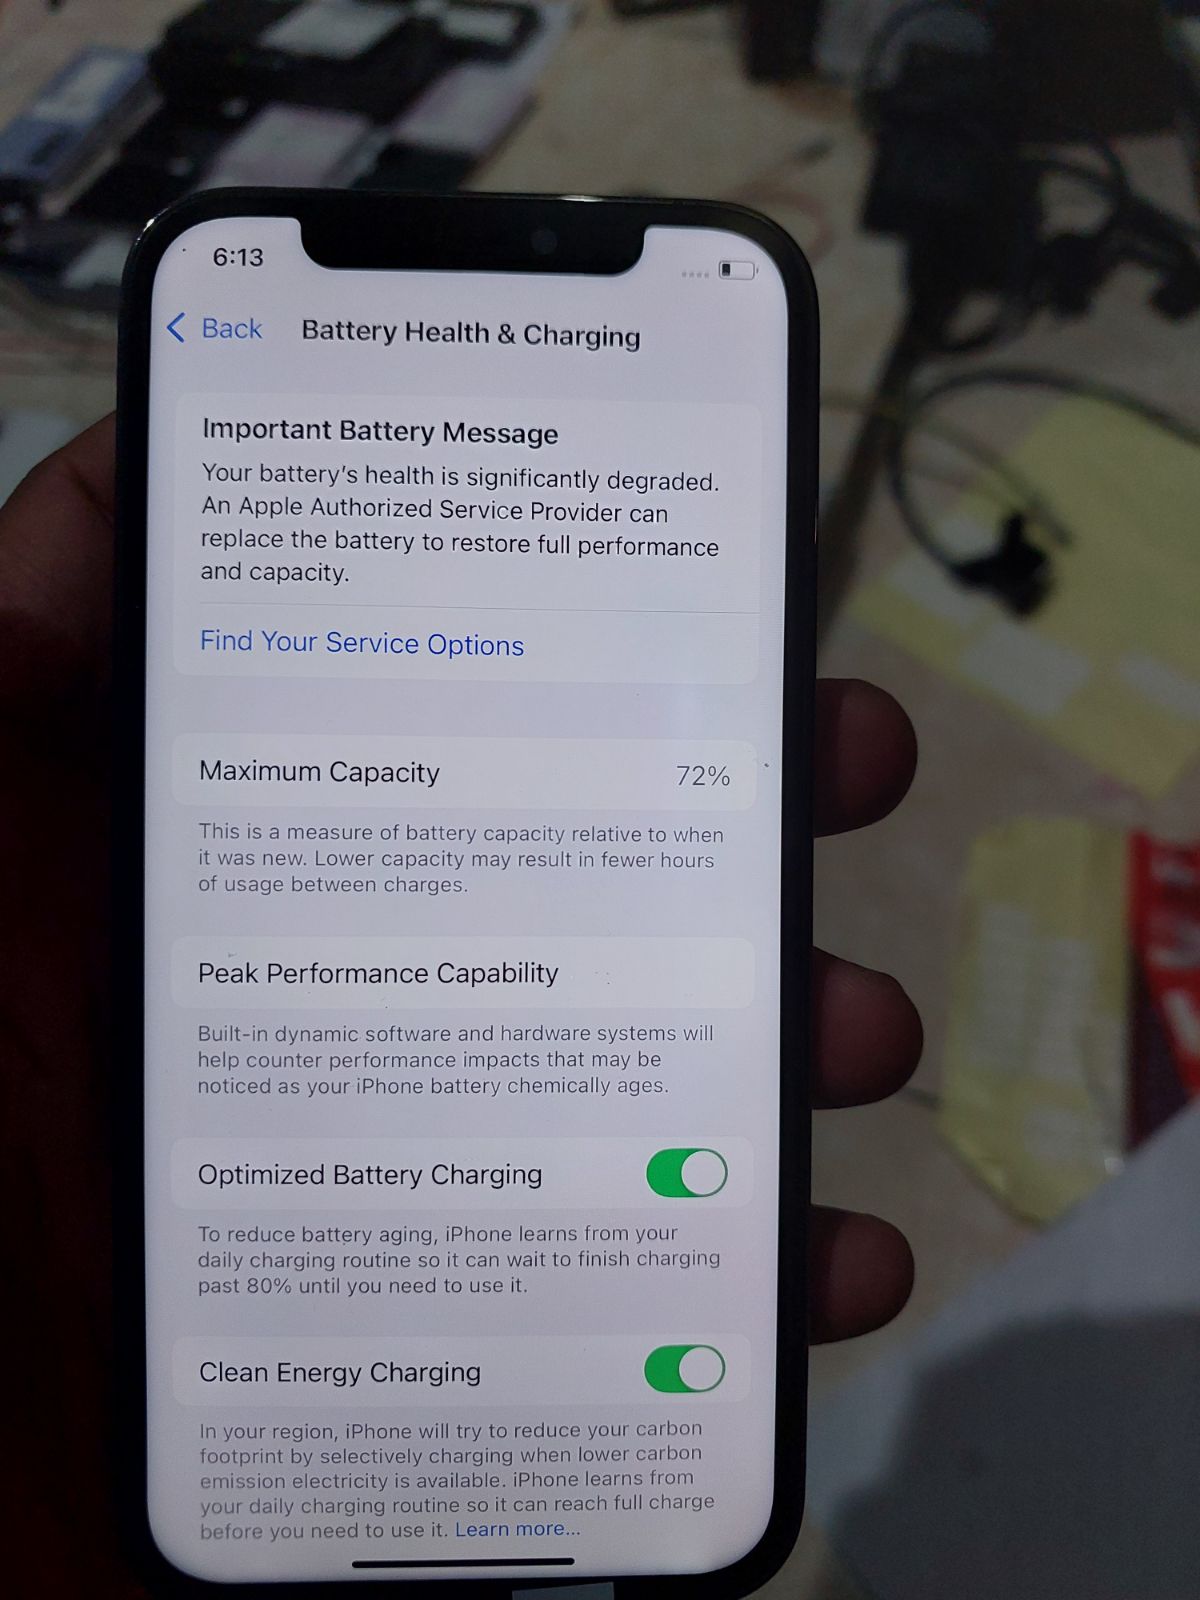 6:13
Back
Battery Health & Charging
Important Battery Message
Your battery's health is significantly degraded.
An Apple Authorized Service Provider can
replace the battery to restore full performance
and capacity.
Find Your Service Options
Maximum Capacity 72%
This is a measure of battery capacity relative to when
it was new. Lower capacity may result in fewer hours
of usage between charges.
Peak Performance Capability
Built-in dynamic software and hardware systems will
help counter performance impacts that may be
noticed as your iPhone battery chemically ages.
Optimized Battery Charging
To reduce battery aging, iPhone learns from your
daily charging routine so it can wait to finish charging
past 80% until you need to use it.
Clean Energy Charging
In your region, iPhone will try to reduce your carbon
footprint by selectively charging when lower carbon
emission electricity is available. iPhone learns from
your daily charging routine so it can reach full charge
before you need to use it. Learn more...